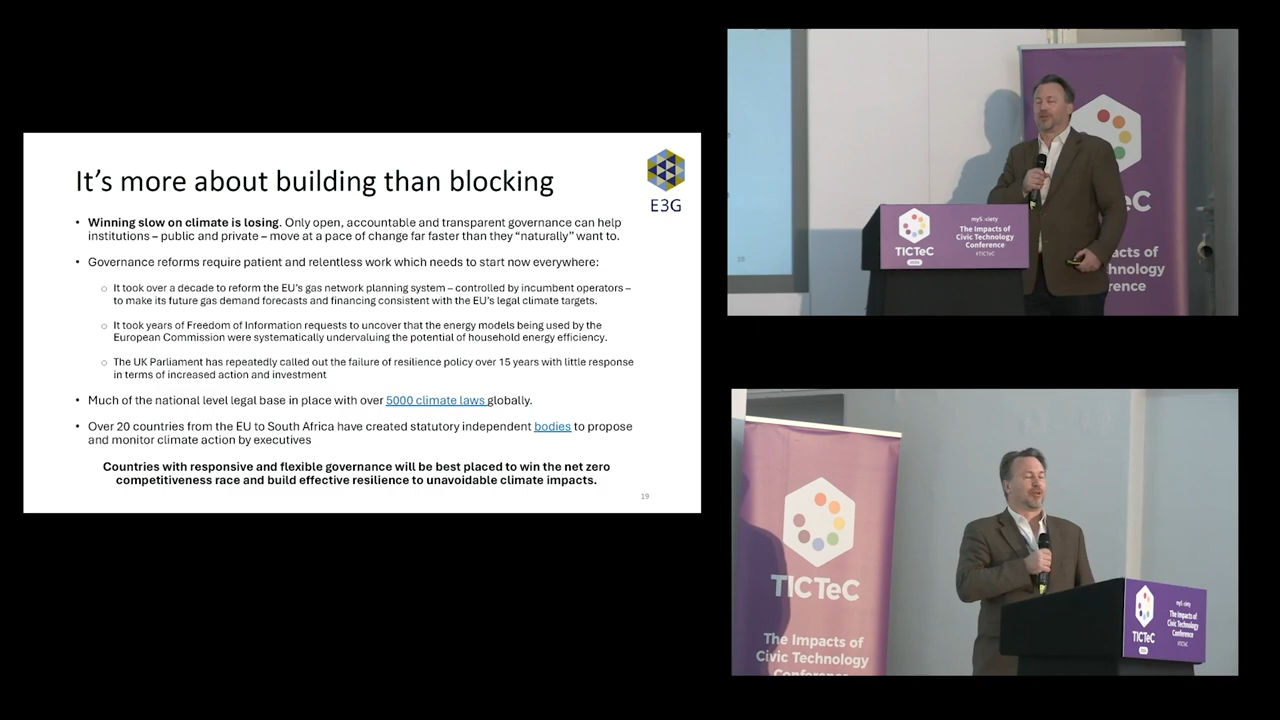 It's more about building than blocking
E3G
• Winning slow on climate is losing. Only open, accountable and transparent governance can help
institutions – public and private – move at a pace of change far faster than they “naturally” want to.
• Governance reforms require patient and relentless work which needs to start now everywhere:
○ It took over a decade to reform the EU's gas network planning system – controlled by incumbent operators –
to make its future gas demand forecasts and financing consistent with the EU's legal climate targets.
○ It took years of Freedom of Information requests to uncover that the energy models being used by the
European Commission were systematically undervaluing the potential of household energy efficiency.
○ The UK Parliament has repeatedly called out the failure of resilience policy over 15 years with little response
in terms of increased action and investment
• Much of the national level legal base in place with over 5000 climate laws globally.
• Over 20 countries from the EU to South Africa have created statutory independent bodies to propose
and monitor climate action by executives
Countries with responsive and flexible governance will be best placed to win the net zero
competitiveness race and build effective resilience to unavoidable climate impacts.
19
TICTeC
The Impacts of
Civic Technology
Conference
#TICTeC
eC
acts of
hnology
erence
TICTeC
The Impacts of
Civic Technology
Conference
TICTeC
The Impacts of
Civic Technology
Conference